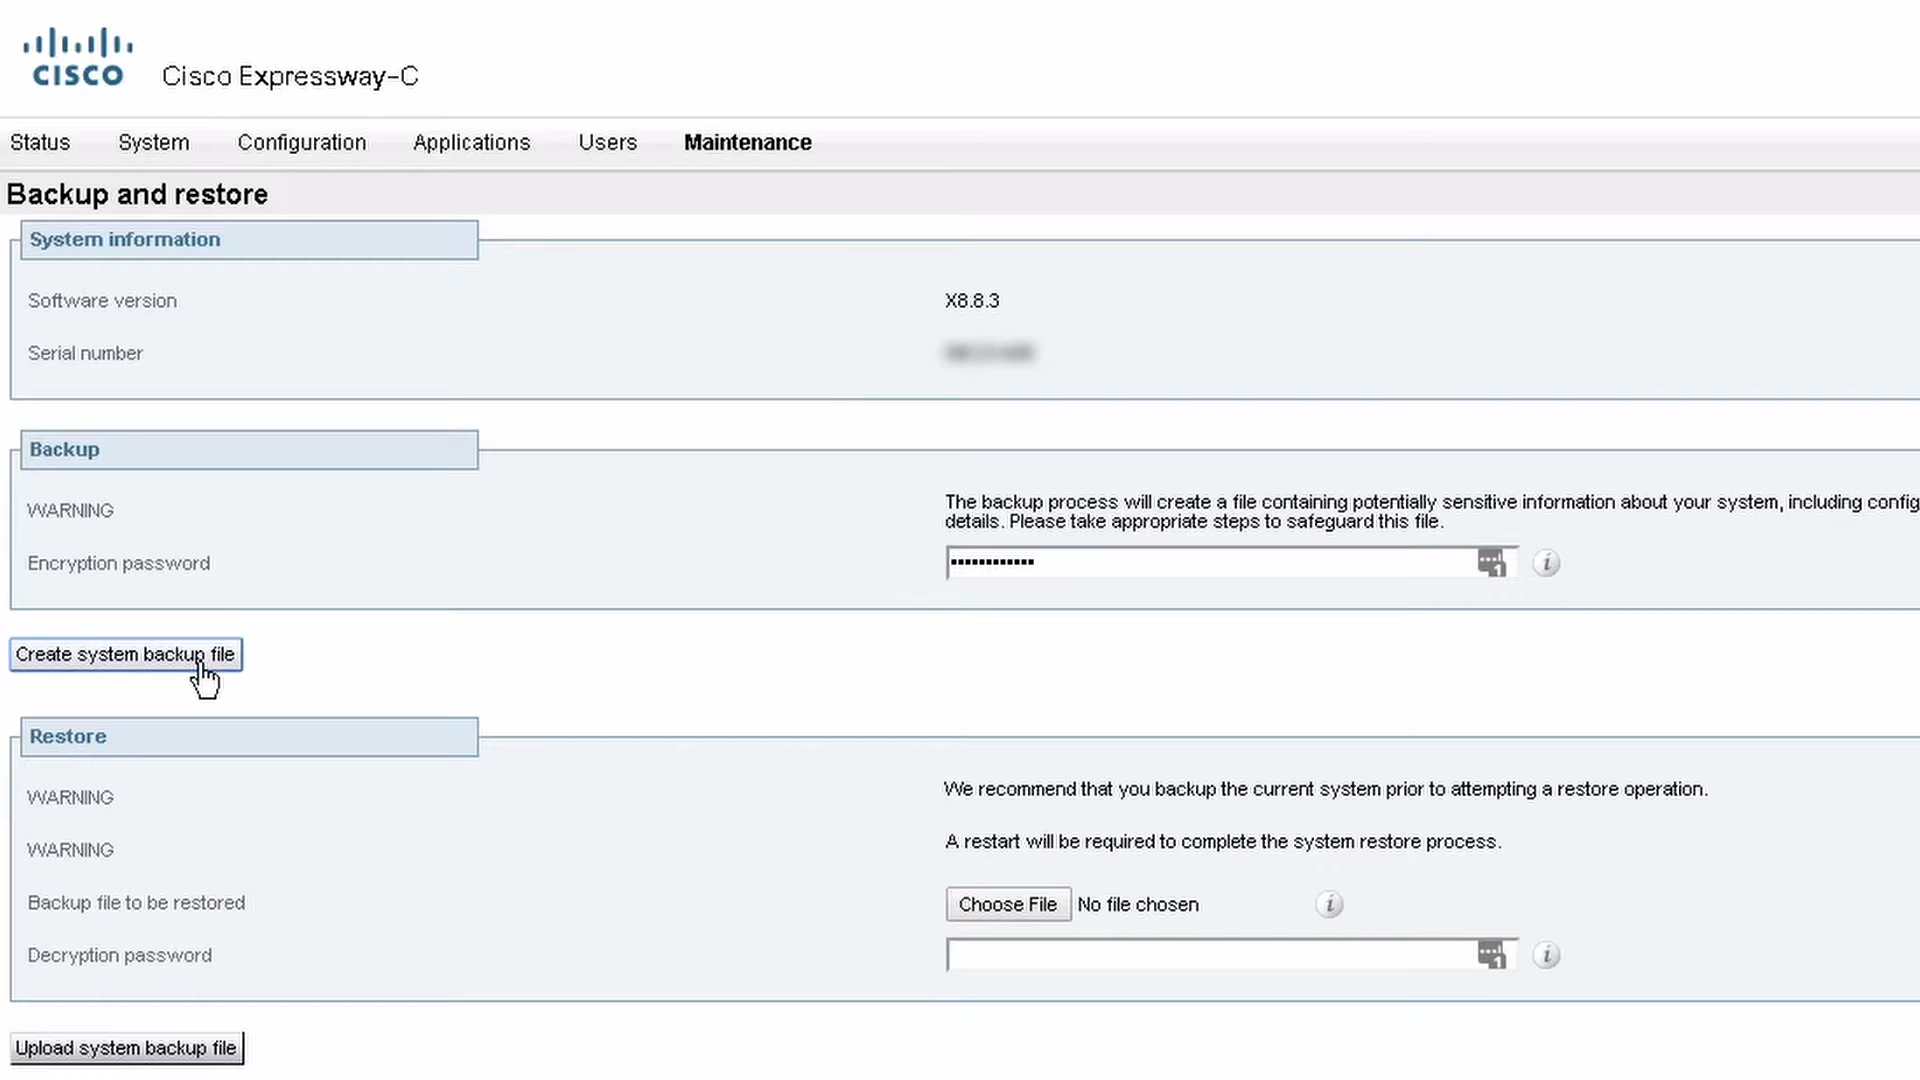 CISCO
Cisco Expressway-C
Status System Configuration Applications Users Maintenance
Backup and restore
System information
Software version X8.8.3
Serial number
Backup
WARNING The backup process will create a file containing potentially sensitive information about your system, including config
details. Please take appropriate steps to safeguard this file.
Encryption password ••••••••••••
Create system backup file
Restore
WARNING We recommend that you backup the current system prior to attempting a restore operation.
WARNING A restart will be required to complete the system restore process.
Backup file to be restored Choose File No file chosen
Decryption password
Upload system backup file